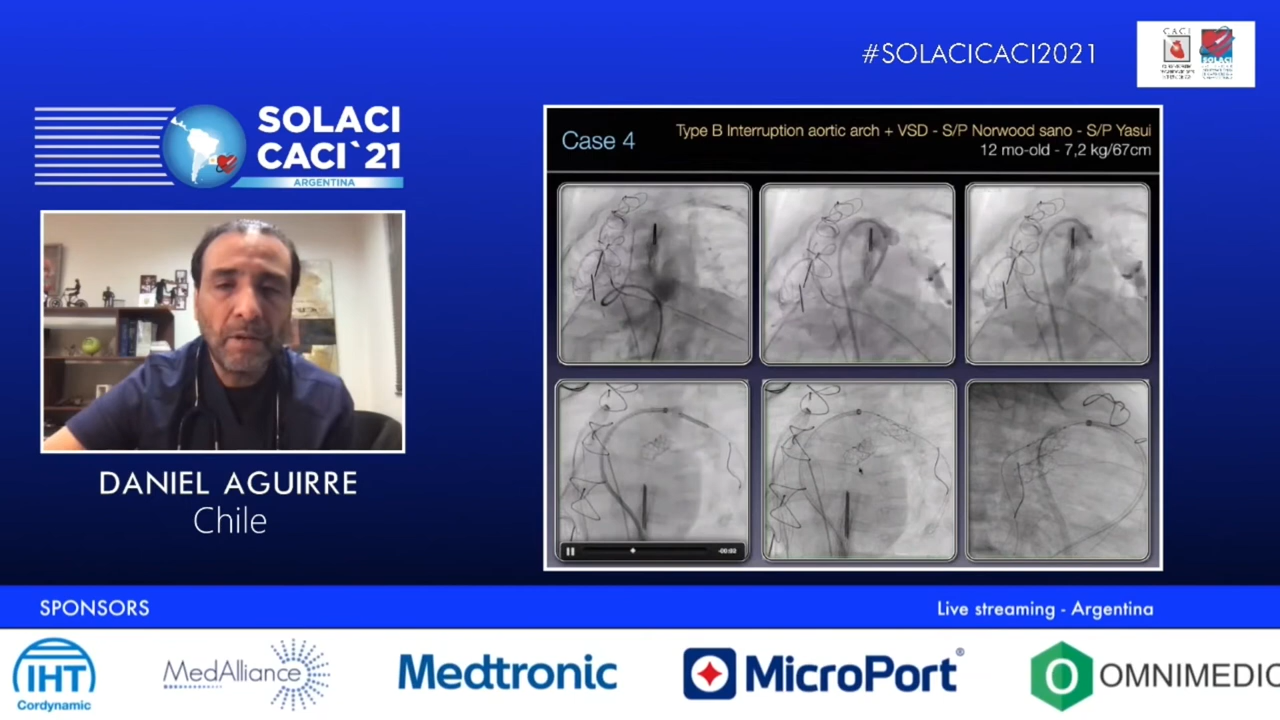 #SOLACICACI2021
C.A.C.I
SOLACI
SOLACI
CACI`21
ARGENTINA
Case 4
Type B Interruption aortic arch + VSD - S/P Norwood sano - S/P Yasui
12 mo-old - 7,2 kg/67cm
DANIEL AGUIRRE
Chile
SPONSORS
Live streaming - Argentina
IHT
Cordynamic
MedAlliance
Medtronic
MicroPort®
OMNIMEDIC